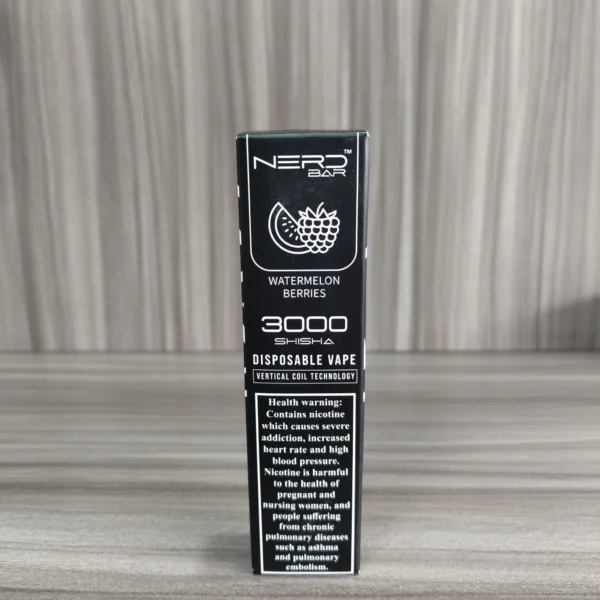 NERD™
BAR
WATERMELON
BERRIES
3000
SHISHA
DISPOSABLE VAPE
VERTICAL COIL TECHNOLOGY
Health warning:
Contains nicotine
which causes severe
addiction, increased
heart rate and high
blood pressure.
Nicotine is harmful
to the health of
pregnant and
nursing women, and
people suffering
from chronic
pulmonary diseases
such as asthma
and pulmonary
embolism.